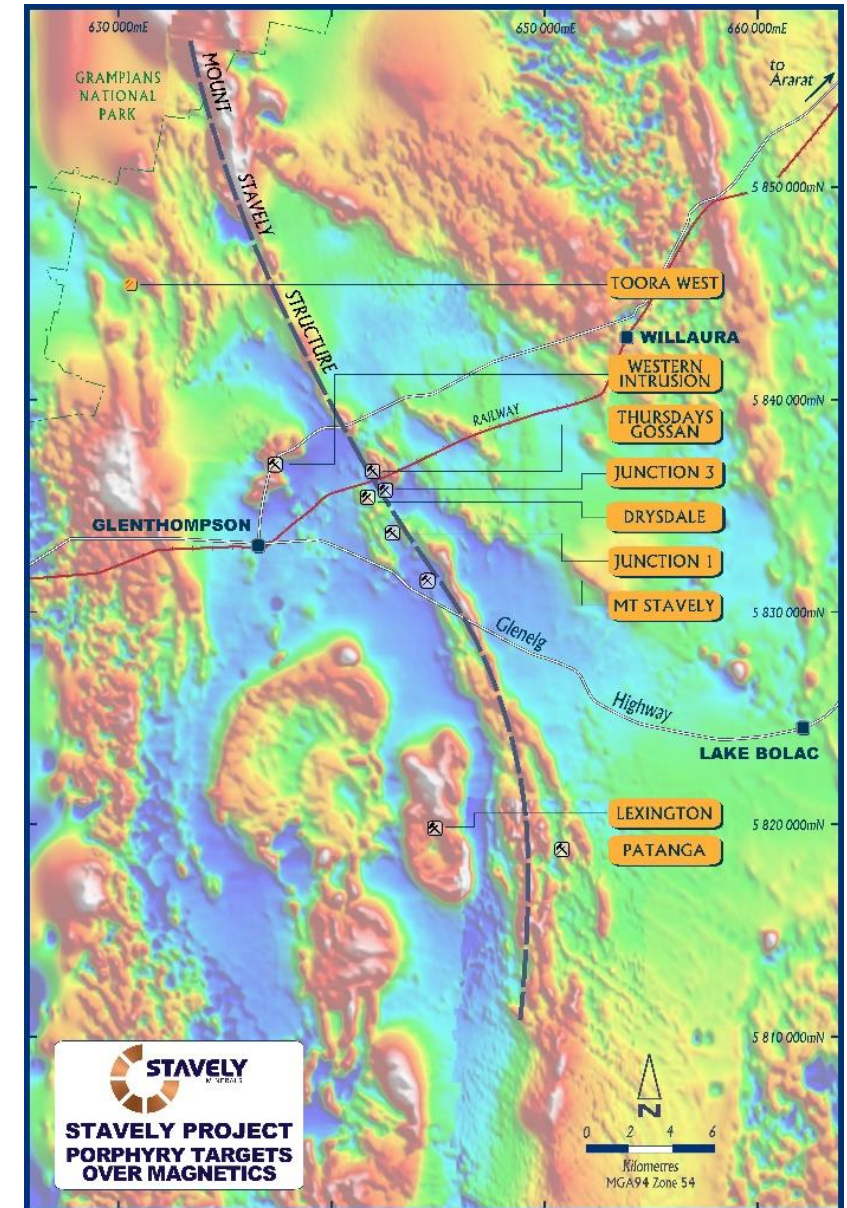 630 000mE
650 000mE
660 000mE
to
Ararat
GRAMPIANS
NATIONAL
PARK
MOUNT
STAVELY
STRUCTURE
5 850 000mN
TOORA WEST
WILLAURA
WESTERN
INTRUSION
5 840 000mN
THURSDAYS
GOSSAN
RAILWAY
JUNCTION 3
DRYSDALE
GLENTHOMPSON
JUNCTION 1
MT STAVELY
5 830 000mN
Glenelg
Highway
LAKE BOLAC
LEXINGTON
5 820 000mN
PATANGA
5 810 000mN
STAVELY
MINERALS
STAVELY PROJECT
PORPHYRY TARGETS
OVER MAGNETICS
N
0 2 4 6
Kilometres
MGA94 Zone 54